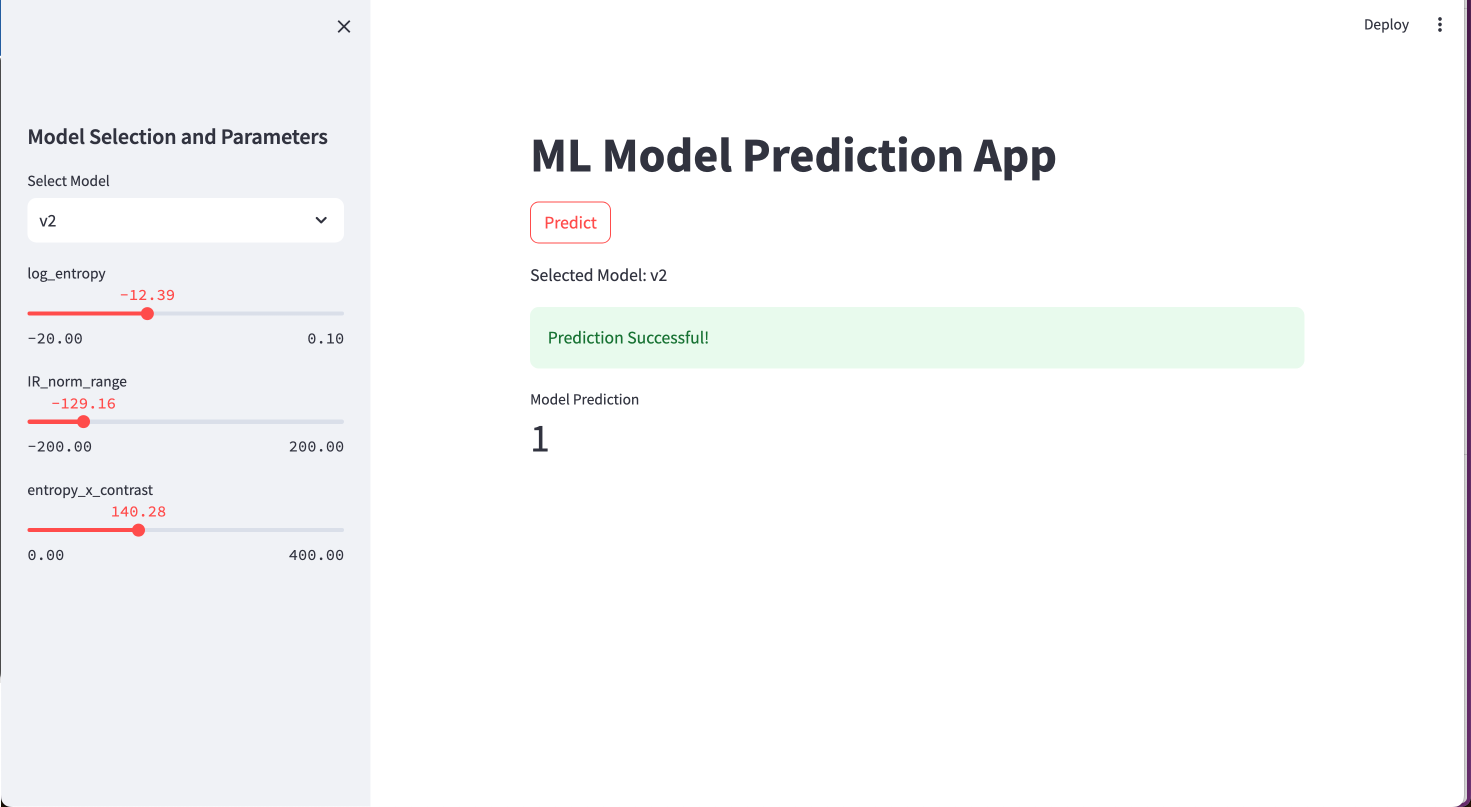 Deploy
Model Selection and Parameters
Select Model
v2
log_entropy
-12.39
-20.00 0.10
IR_norm_range
-129.16
-200.00 200.00
entropy_x_contrast
140.28
0.00 400.00
ML Model Prediction App
Predict
Selected Model: v2
Prediction Successful!
Model Prediction
1